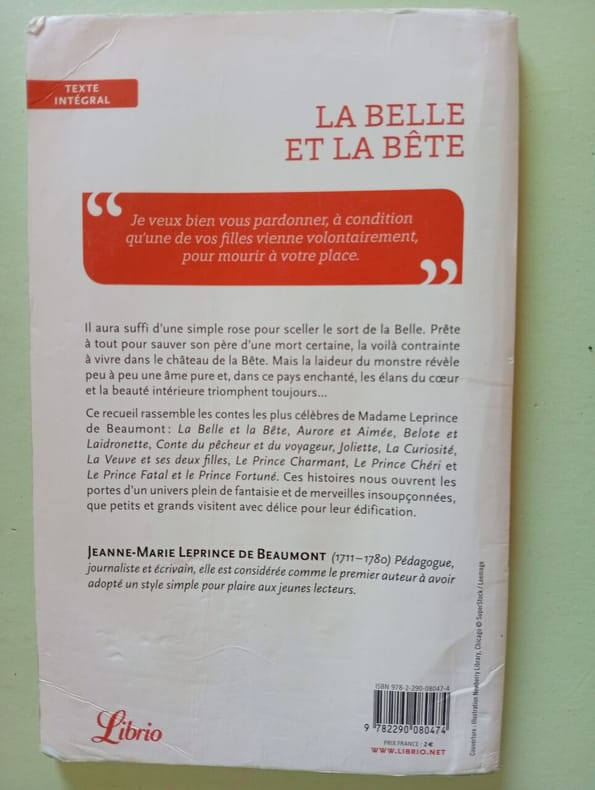 TEXTE
INTÉGRAL
LA BELLE
ET LA BÊTE
“
Je veux bien vous pardonner, à condition
qu'une de vos filles vienne volontairement,
pour mourir à votre place.
”
Il aura suffi d'une simple rose pour sceller le sort de la Belle. Prête
à tout pour sauver son père d'une mort certaine, la voilà contrainte
à vivre dans le château de la Bête. Mais la laideur du monstre révèle
peu à peu une âme pure et, dans ce pays enchanté, les élans du cœur
et la beauté intérieure triomphent toujours...
Ce recueil rassemble les contes les plus célèbres de Madame Leprince
de Beaumont : La Belle et la Bête, Aurore et Aimée, Belote et
Laidronette, Conte du pêcheur et du voyageur, Joliette, La Curiosité,
La Veuve et ses deux filles, Le Prince Charmant, Le Prince Chéri et
Le Prince Fatal et le Prince Fortuné. Ces histoires nous ouvrent les
portes d'un univers plein de fantaisie et de merveilles insoupçonnées,
que petits et grands visitent avec délice pour leur édification.
JEANNE-MARIE LEPRINCE DE BEAUMONT (1711–1780) Pédagogue,
journaliste et écrivain, elle est considérée comme le premier auteur à avoir
adopté un style simple pour plaire aux jeunes lecteurs.
Couverture : Illustration Newberry Library, Chicago © SuperStock / Leemage
ISBN 978-2-290-08047-4
9 782290 080474
PRIX FRANCE : 2 €
WWW.LIBRIO.NET
Librio